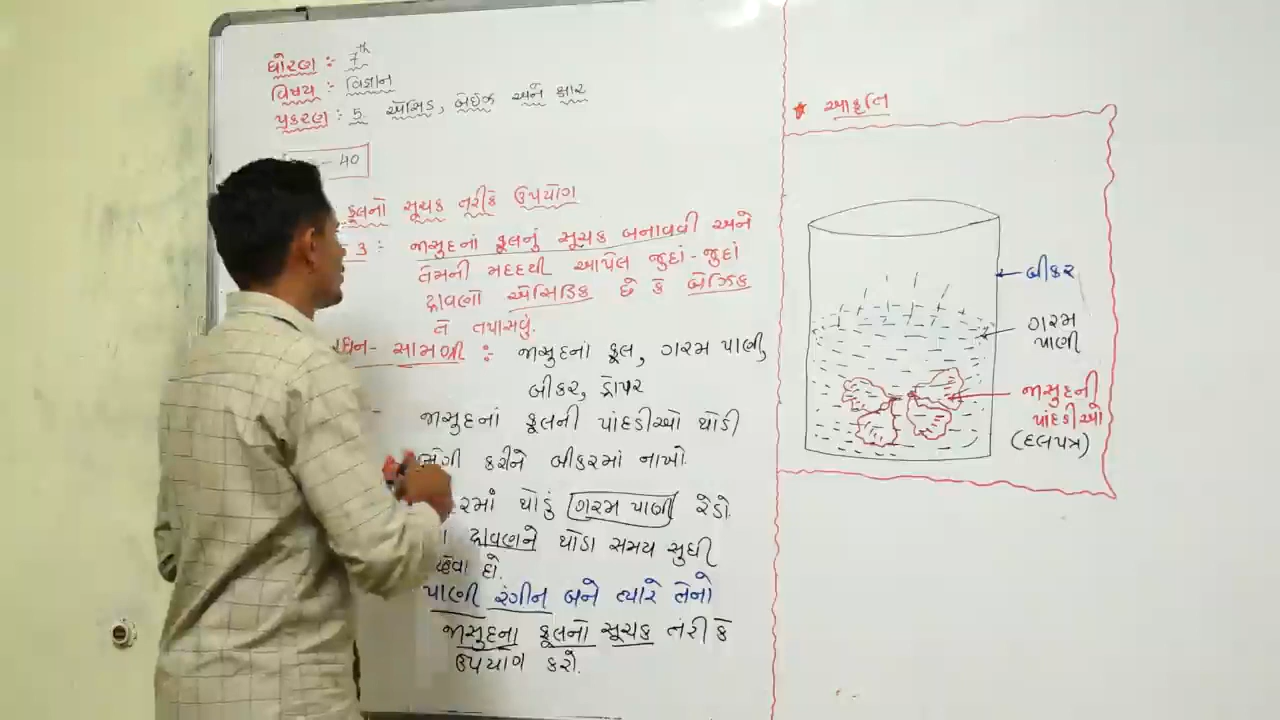 ધોરણ :- 7th
વિષય :- વિજ્ઞાન
પ્રકરણ :- 5. એસિડ, બેઈઝ અને ક્ષાર
- 40
ફૂલનો સૂચક તરીકે ઉપયોગ
3 : જાસુદનાં ફૂલનું સૂચક બનાવવી અને
તેમની મદદથી આપેલ જુદાં-જુદાં
દ્રાવણો એસિડિક છે કે બેઝિક
તે તપાસવું.
સામગ્રી :- જાસુદનાં ફૂલ, ગરમ પાણી,
બીકર, ડ્રોપર
જાસુદનાં ફૂલની પાંદડીઓ થોડી
ભેગી કરીને બીકરમાં નાખો.
થોડું ગરમ પાણી રેડો.
દ્રાવણને થોડા સમય સુધી
દો.
પાણી રંગીન બને ત્યારે તેનો
જાસુદના ફૂલનો સૂચક તરીકે
ઉપયોગ કરો.
* આકૃતિ
બીકર
ગરમ
પાણી
જાસુદની
પાંદડીઓ
(દલપત્ર)